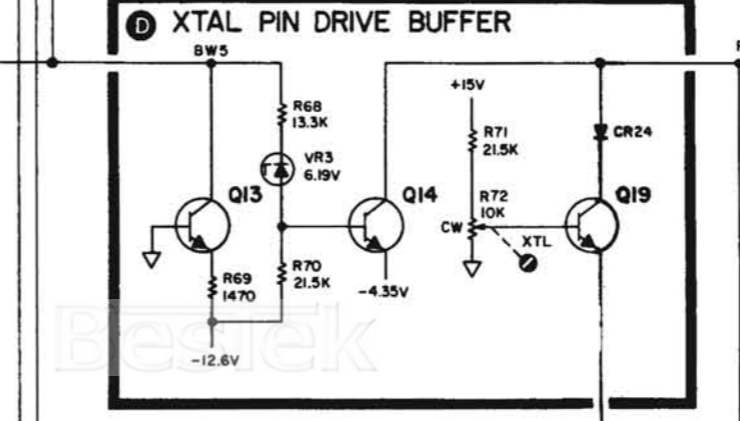 D XTAL PIN DRIVE BUFFER
BW5
+15V
R68
13.3K
R71
21.5K
CR24
VR3
6.19V
Q13
Q14
R72
10K
Q19
CW
XTL
R69
1470
R70
21.5K
-4.35V
-12.6V
BesTek